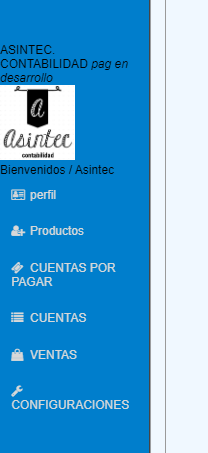 ASINTEC.
CONTABILIDAD pag en
desarrollo
a
asintec
contabilidad
Bienvenidos / Asintec
perfil
Productos
CUENTAS POR
PAGAR
CUENTAS
VENTAS
CONFIGURACIONES